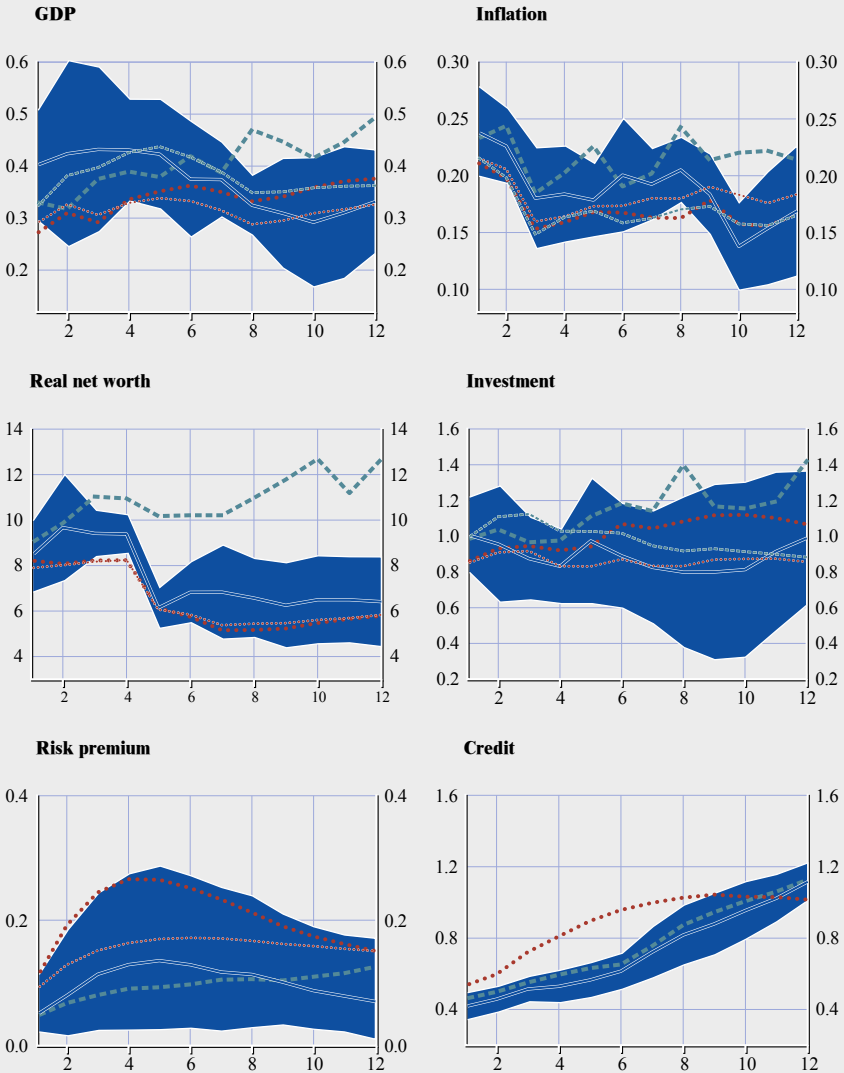 GDP Inflation
0.6 0.6 0.30 0.30
0.5 0.5 0.25 0.25
0.4 0.4 0.20 0.20
0.3 0.3 0.15 0.15
0.2 0.2 0.10 0.10
2 4 6 8 10 12 2 4 6 8 10 12
Real net worth Investment
14 14 1.6 1.6
12 12 1.4 1.4
1.2 1.2
10 10 1.0 1.0
8 8 0.8 0.8
6 6 0.6 0.6
4 4 0.4 0.4
0.2 0.2
2 4 6 8 10 12 2 4 6 8 10 12
Risk premium Credit
0.4 0.4 1.6 1.6
1.2 1.2
0.2 0.2 0.8 0.8
0.4 0.4
0.0 0.0
2 4 6 8 10 12 2 4 6 8 10 12